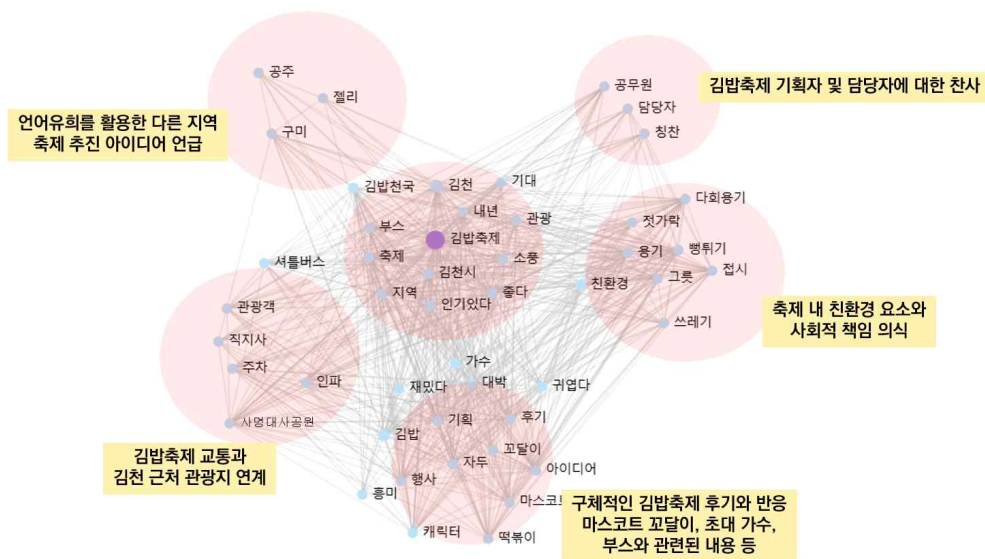 공주
젤리
구미
언어유희를 활용한 다른 지역
축제 추진 아이디어 언급
공무원
담당자
칭찬
김밥축제 기획자 및 담당자에 대한 찬사
김밥천국
김천
기대
내년
관광
부스
김밥축제
축제
소풍
김천시
지역
인기있다
좋다
다회용기
젓가락
용기
뻥튀기
그릇
접시
친환경
쓰레기
축제 내 친환경 요소와
사회적 책임 의식
셔틀버스
관광객
직지사
주차
인파
사명대사공원
김밥축제 교통과
김천 근처 관광지 연계
가수
재밌다
대박
귀엽다
기획
후기
김밥
꼬달이
자두
아이디어
행사
흥미
마스코트
캐릭터
떡볶이
구체적인 김밥축제 후기와 반응
마스코트 꼬달이, 초대 가수,
부스와 관련된 내용 등